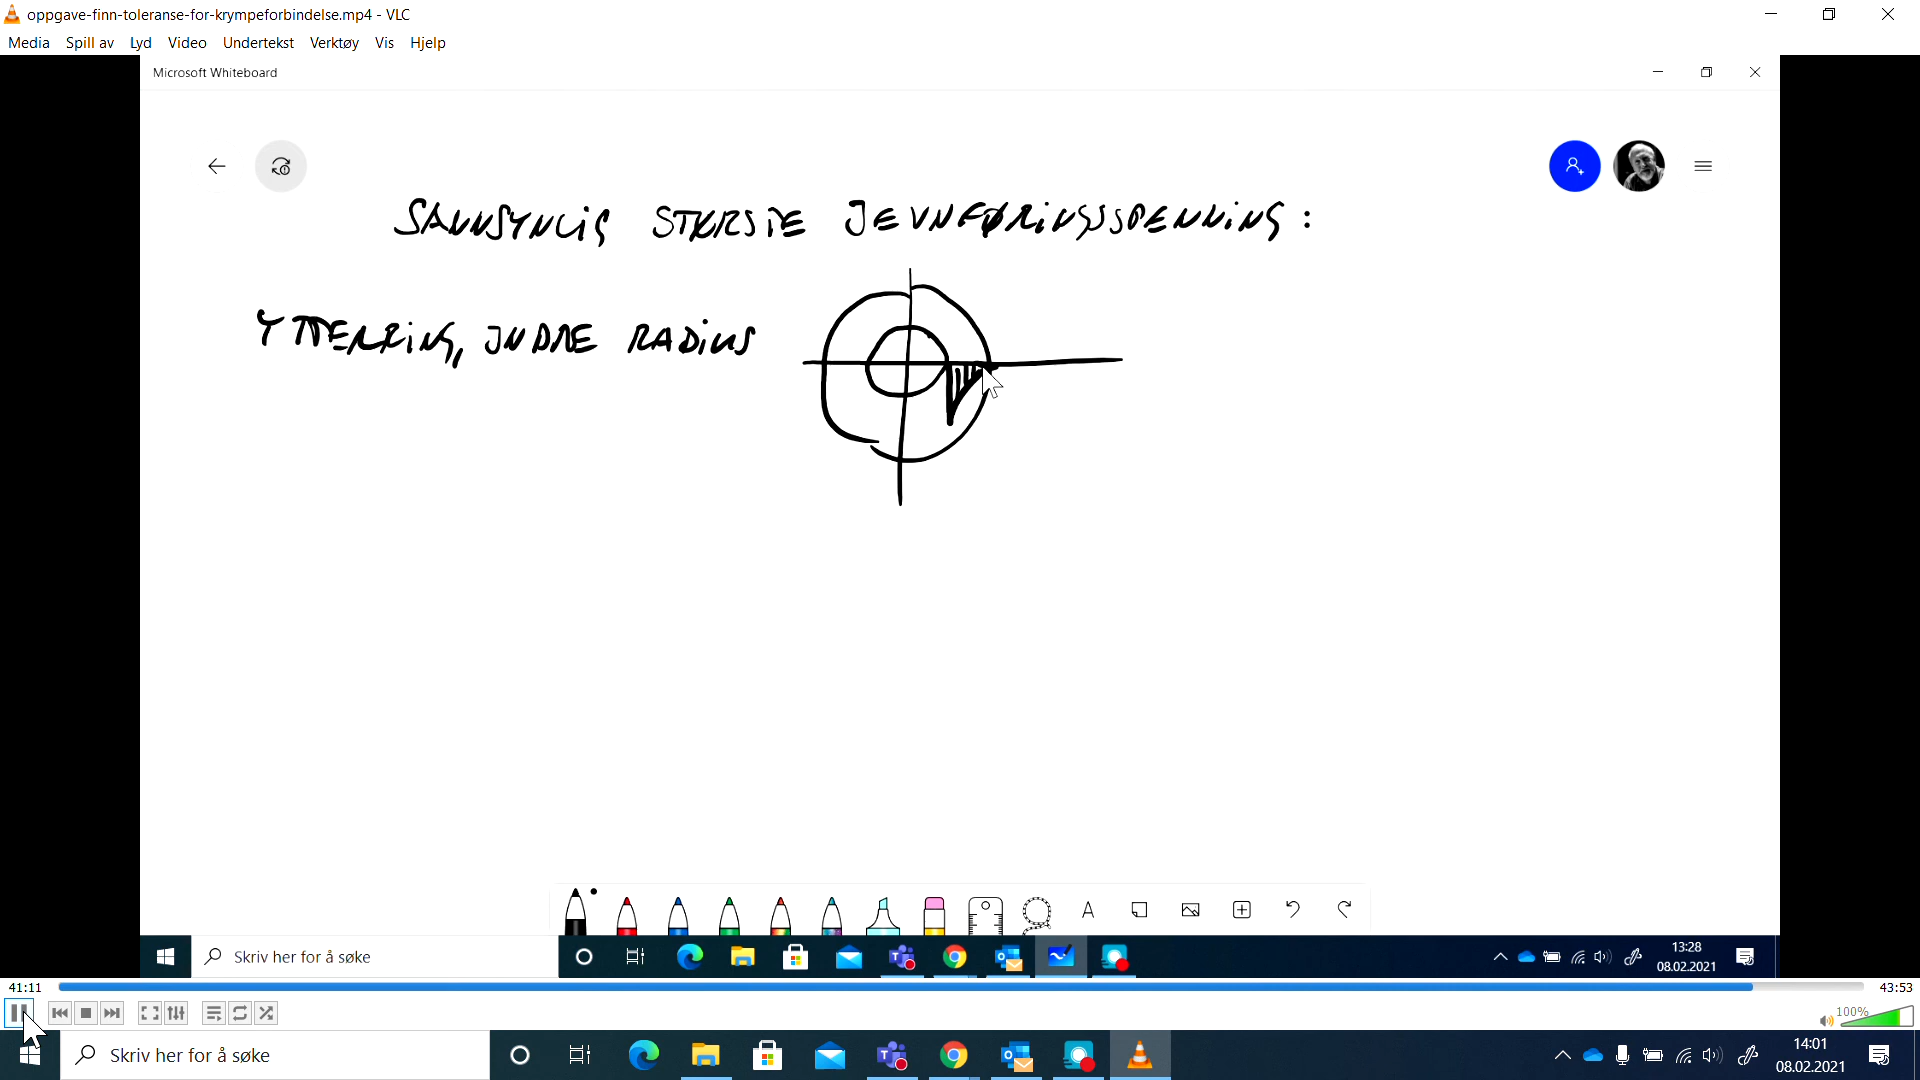 oppgave-finn-toleranse-for-krympeforbindelse.mp4 - VLC
Media Spill av Lyd Video Undertekst Verktøy Vis Hjelp
Microsoft Whiteboard
SANNSYNLIG STØRSTE JEVNFØRINGSSPENNING :
YTTERRING, INDRE RADIUS
A
Skriv her for å søke
13:28
08.02.2021
41:11
43:53
100%
Skriv her for å søke
14:01
08.02.2021